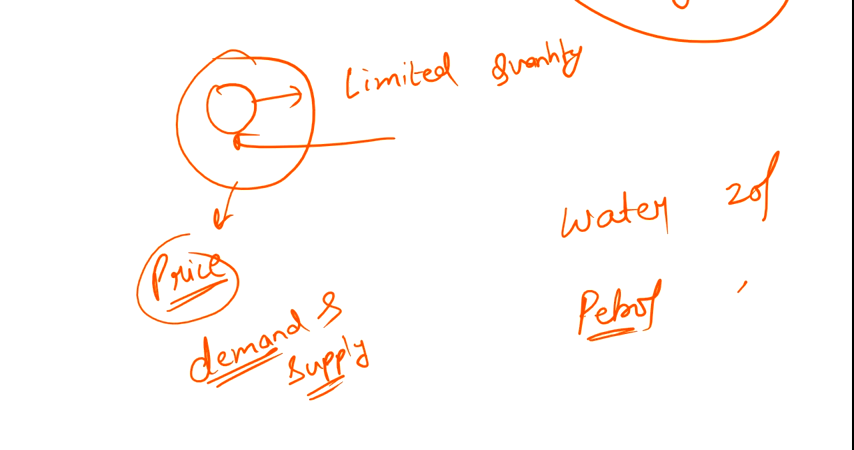 Limited quantity
Water 20/
Price
Petrol
demand &
supply